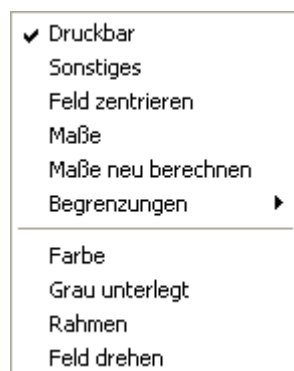 Druckbar
Sonstiges
Feld zentrieren
Maße
Maße neu berechnen
Begrenzungen
Farbe
Grau unterlegt
Rahmen
Feld drehen